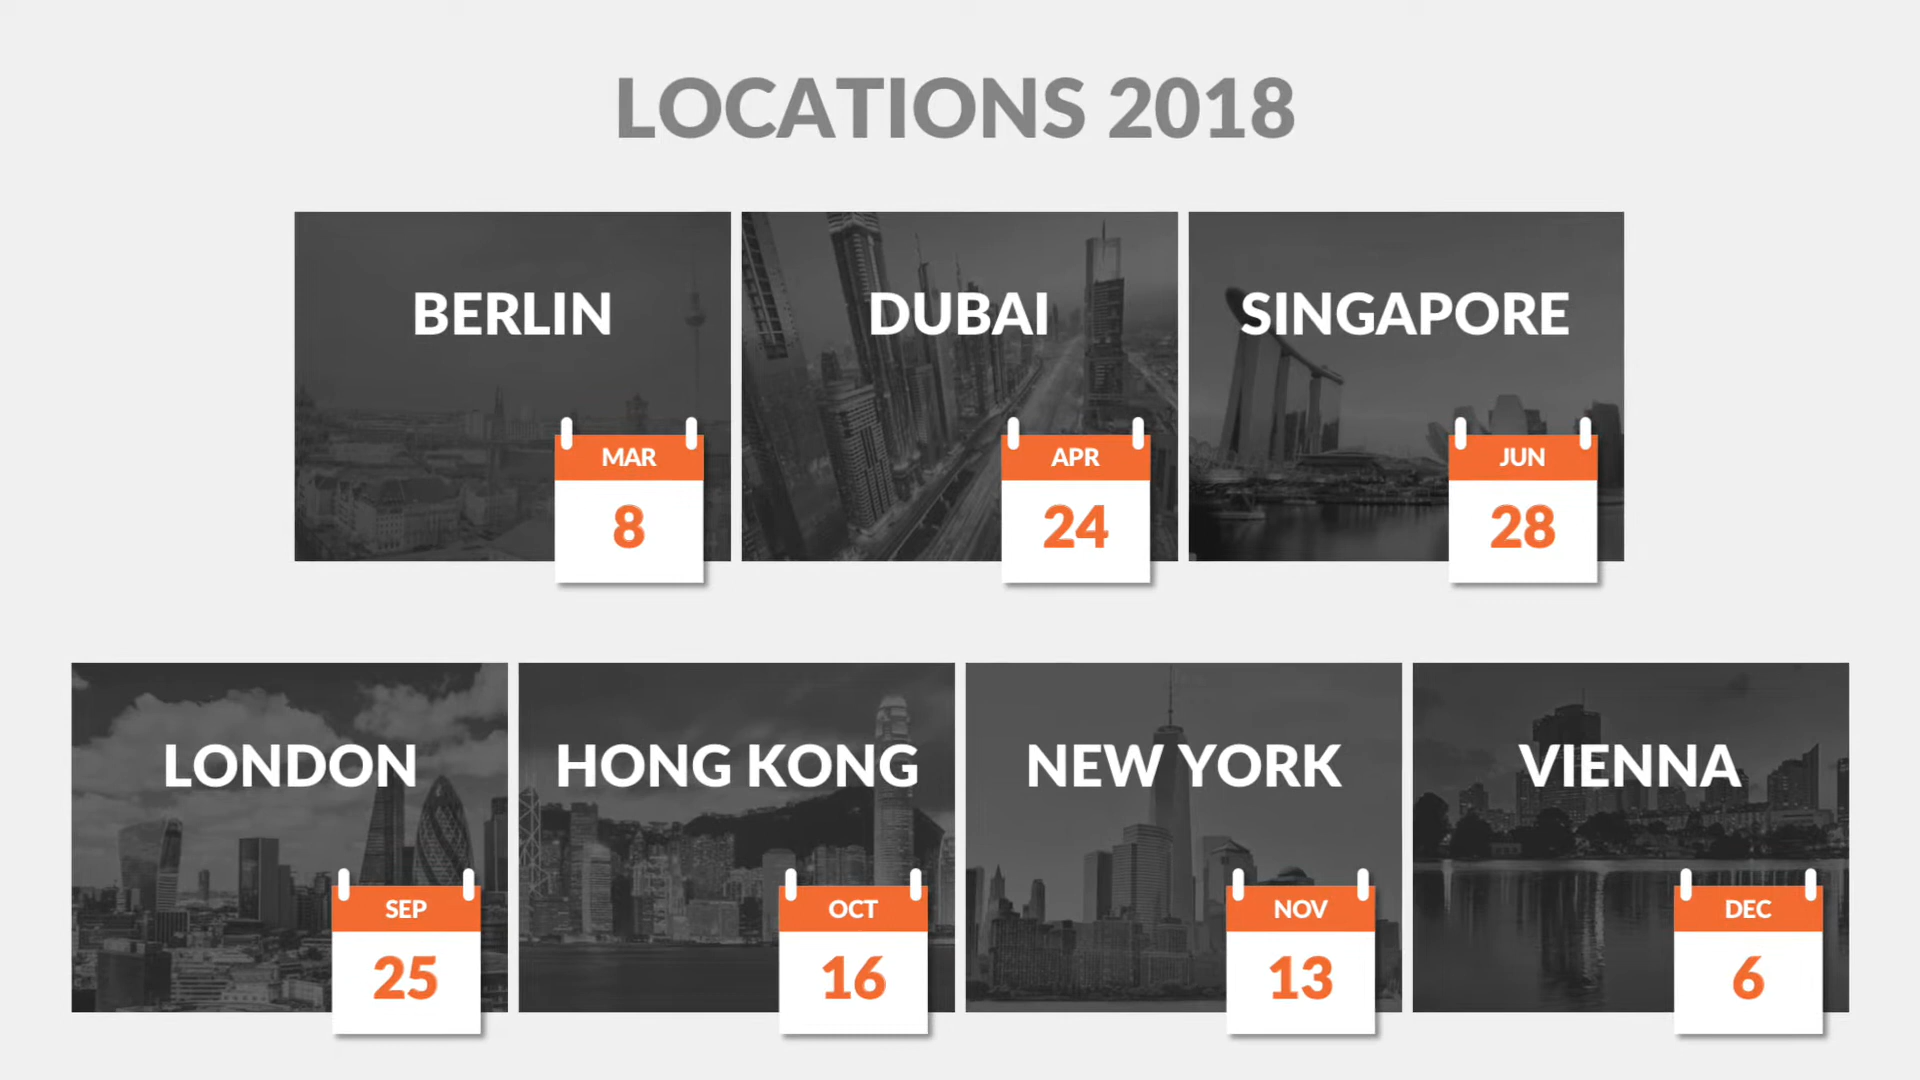 LOCATIONS 2018
BERLIN
MAR
8
DUBAI
APR
24
SINGAPORE
JUN
28
LONDON
SEP
25
HONG KONG
OCT
16
NEW YORK
NOV
13
VIENNA
DEC
6